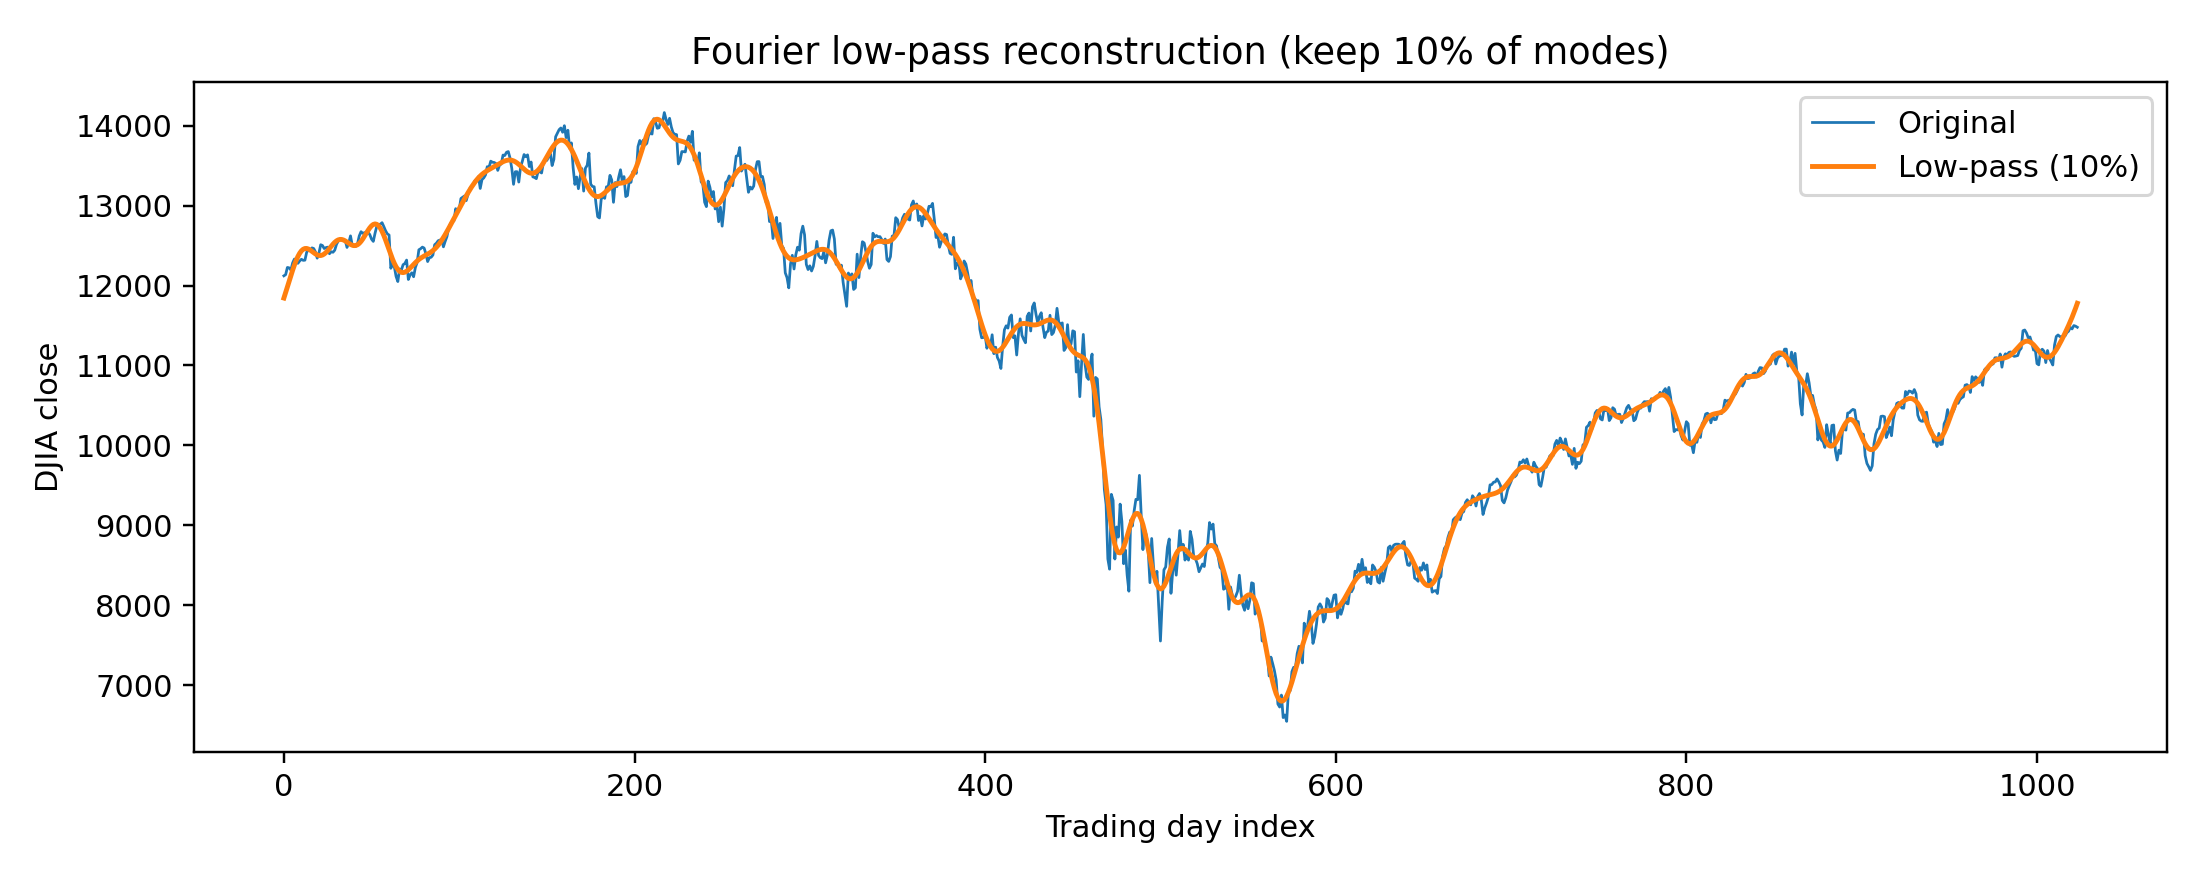 Fourier low-pass reconstruction (keep 10% of modes)
Original
Low-pass (10%)
14000
13000
12000
11000
10000
9000
8000
7000
DJIA close
0
200
400
600
800
1000
Trading day index